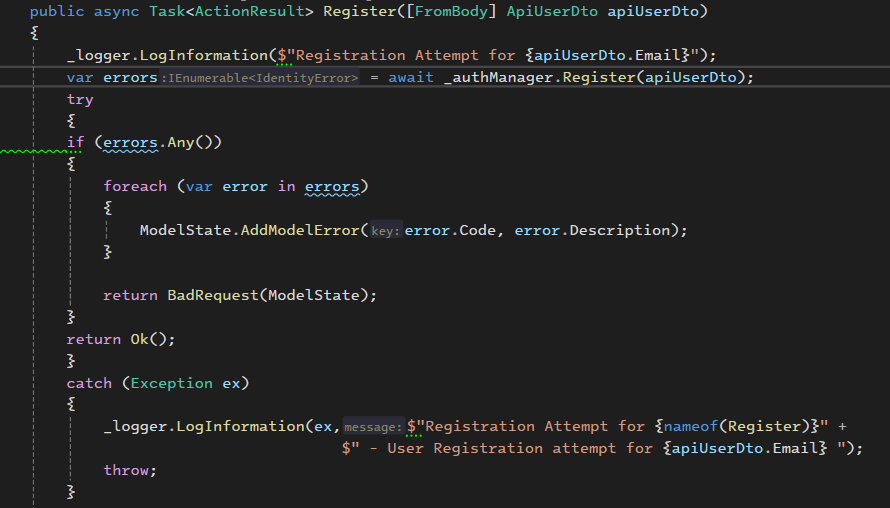 public async Task<ActionResult> Register([FromBody] ApiUserDto apiUserDto)
{
_logger.LogInformation($"Registration Attempt for {apiUserDto.Email}");
var errors :IEnumerable<IdentityError> = await _authManager.Register(apiUserDto);
try
{
if (errors.Any())
{
foreach (var error in errors)
{
ModelState.AddModelError(key: error.Code, error.Description);
}
return BadRequest(ModelState);
}
return Ok();
}
catch (Exception ex)
{
_logger.LogInformation(ex, message: $"Registration Attempt for {nameof(Register)}" +
$" - User Registration attempt for {apiUserDto.Email} ");
throw;
}